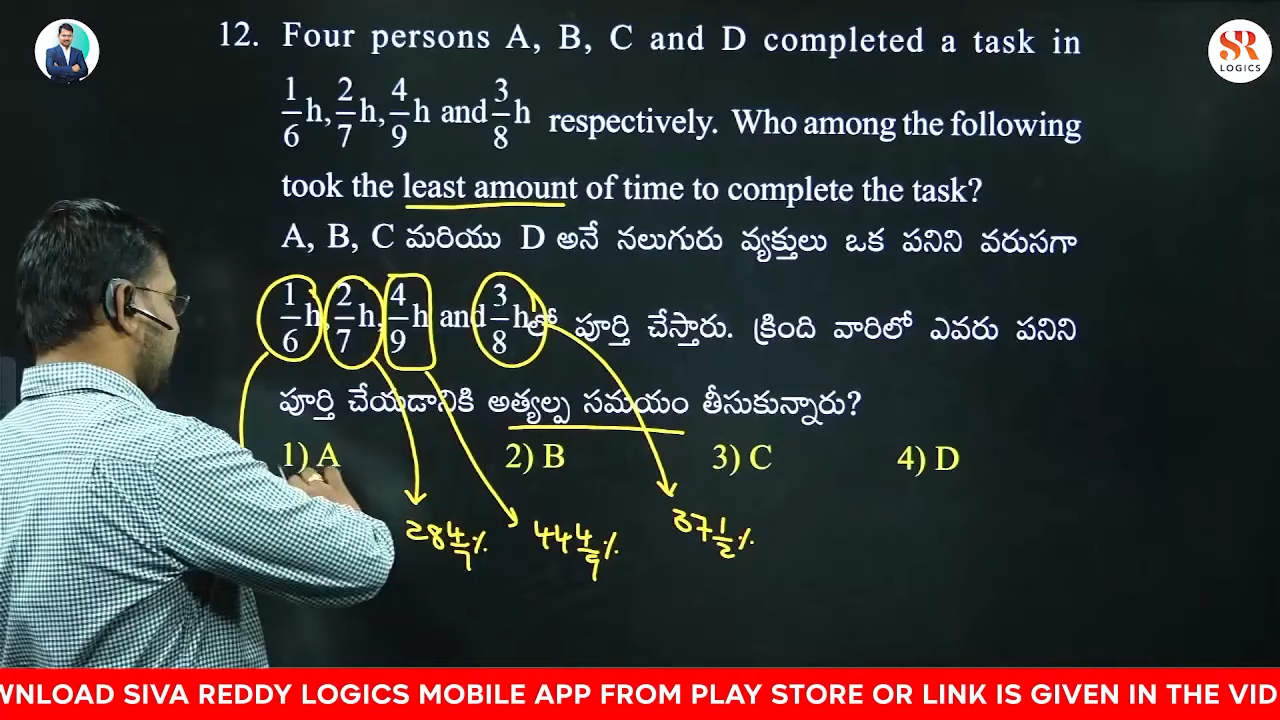 SR
LOGICS
12. Four persons A, B, C and D completed a task in
1/6 h, 2/7 h, 4/9 h and 3/8 h respectively. Who among the following
took the least amount of time to complete the task?
A, B, C మరియు D అనే నలుగురు వ్యక్తులు ఒక పనిని వరుసగా
1/6 h, 2/7 h, 4/9 h and 3/8 h లో పూర్తి చేస్తారు. క్రింది వారిలో ఎవరు పనిని
పూర్తి చేయడానికి అత్యల్ప సమయం తీసుకున్నారు?
1) A 2) B 3) C 4) D
28 4/7 % 44 4/9 % 37 1/2 %
WNLOAD SIVA REDDY LOGICS MOBILE APP FROM PLAY STORE OR LINK IS GIVEN IN THE VID